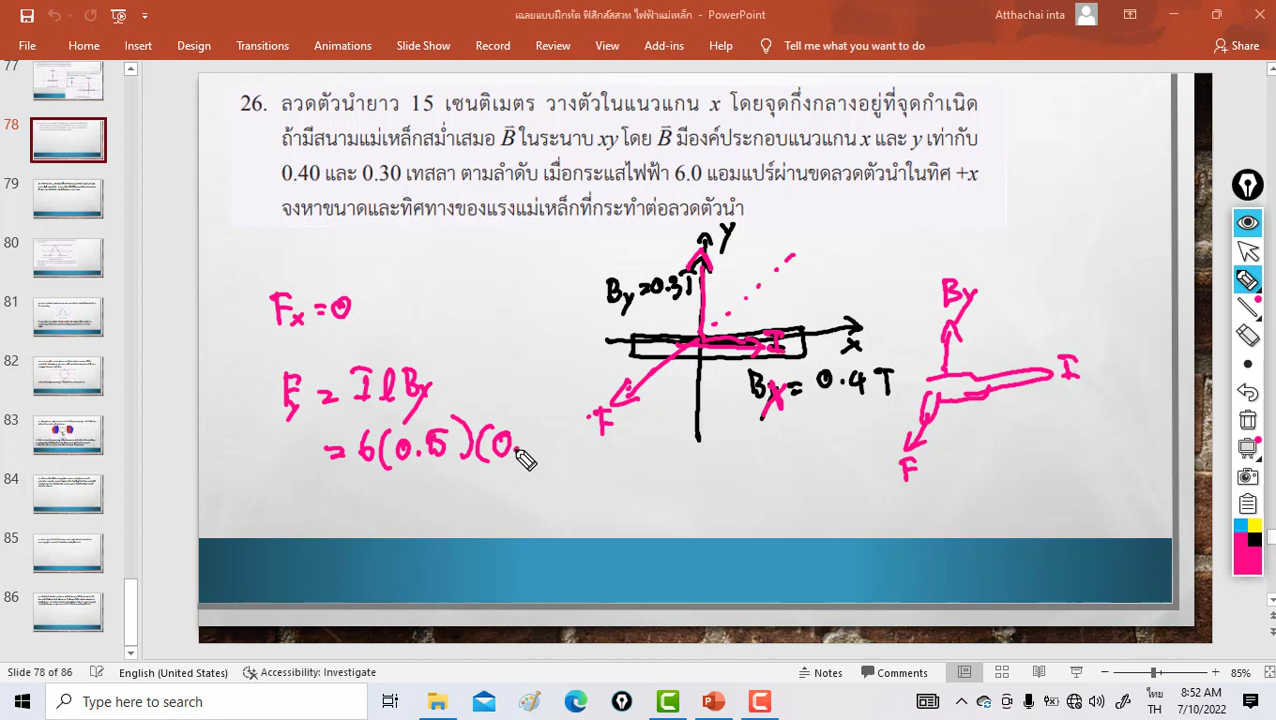 เฉลยแบบฝึกหัด ฟิสิกส์สสวท ไฟฟ้าแม่เหล็ก - PowerPoint
Atthachai inta
File Home Insert Design Transitions Animations Slide Show Record Review View Add-ins Help Tell me what you want to do Share
77
78
79
80
81
82
83
84
85
86
26. ลวดตัวนำยาว 15 เซนติเมตร วางตัวในแนวแกน x โดยจุดกึ่งกลางอยู่ที่จุดกำเนิด
ถ้ามีสนามแม่เหล็กสม่ำเสมอ B ในระนาบ xy โดย B มีองค์ประกอบแนวแกน x และ y เท่ากับ
0.40 และ 0.30 เทสลา ตามลำดับ เมื่อกระแสไฟฟ้า 6.0 แอมแปร์ผ่านขดลวดตัวนำในทิศ +x
จงหาขนาดและทิศทางของแรงแม่เหล็กที่กระทำต่อลวดตัวนำ
y
By = 0.3T
Fx = 0
I
x
Bx = 0.4 T
By
I
F
F
Fy = I l By
= 6(0.15)(0.
Slide 78 of 86
English (United States)
Accessibility: Investigate
Notes
Comments
85%
Type here to search
ไทย
TH
8:52 AM
7/10/2022